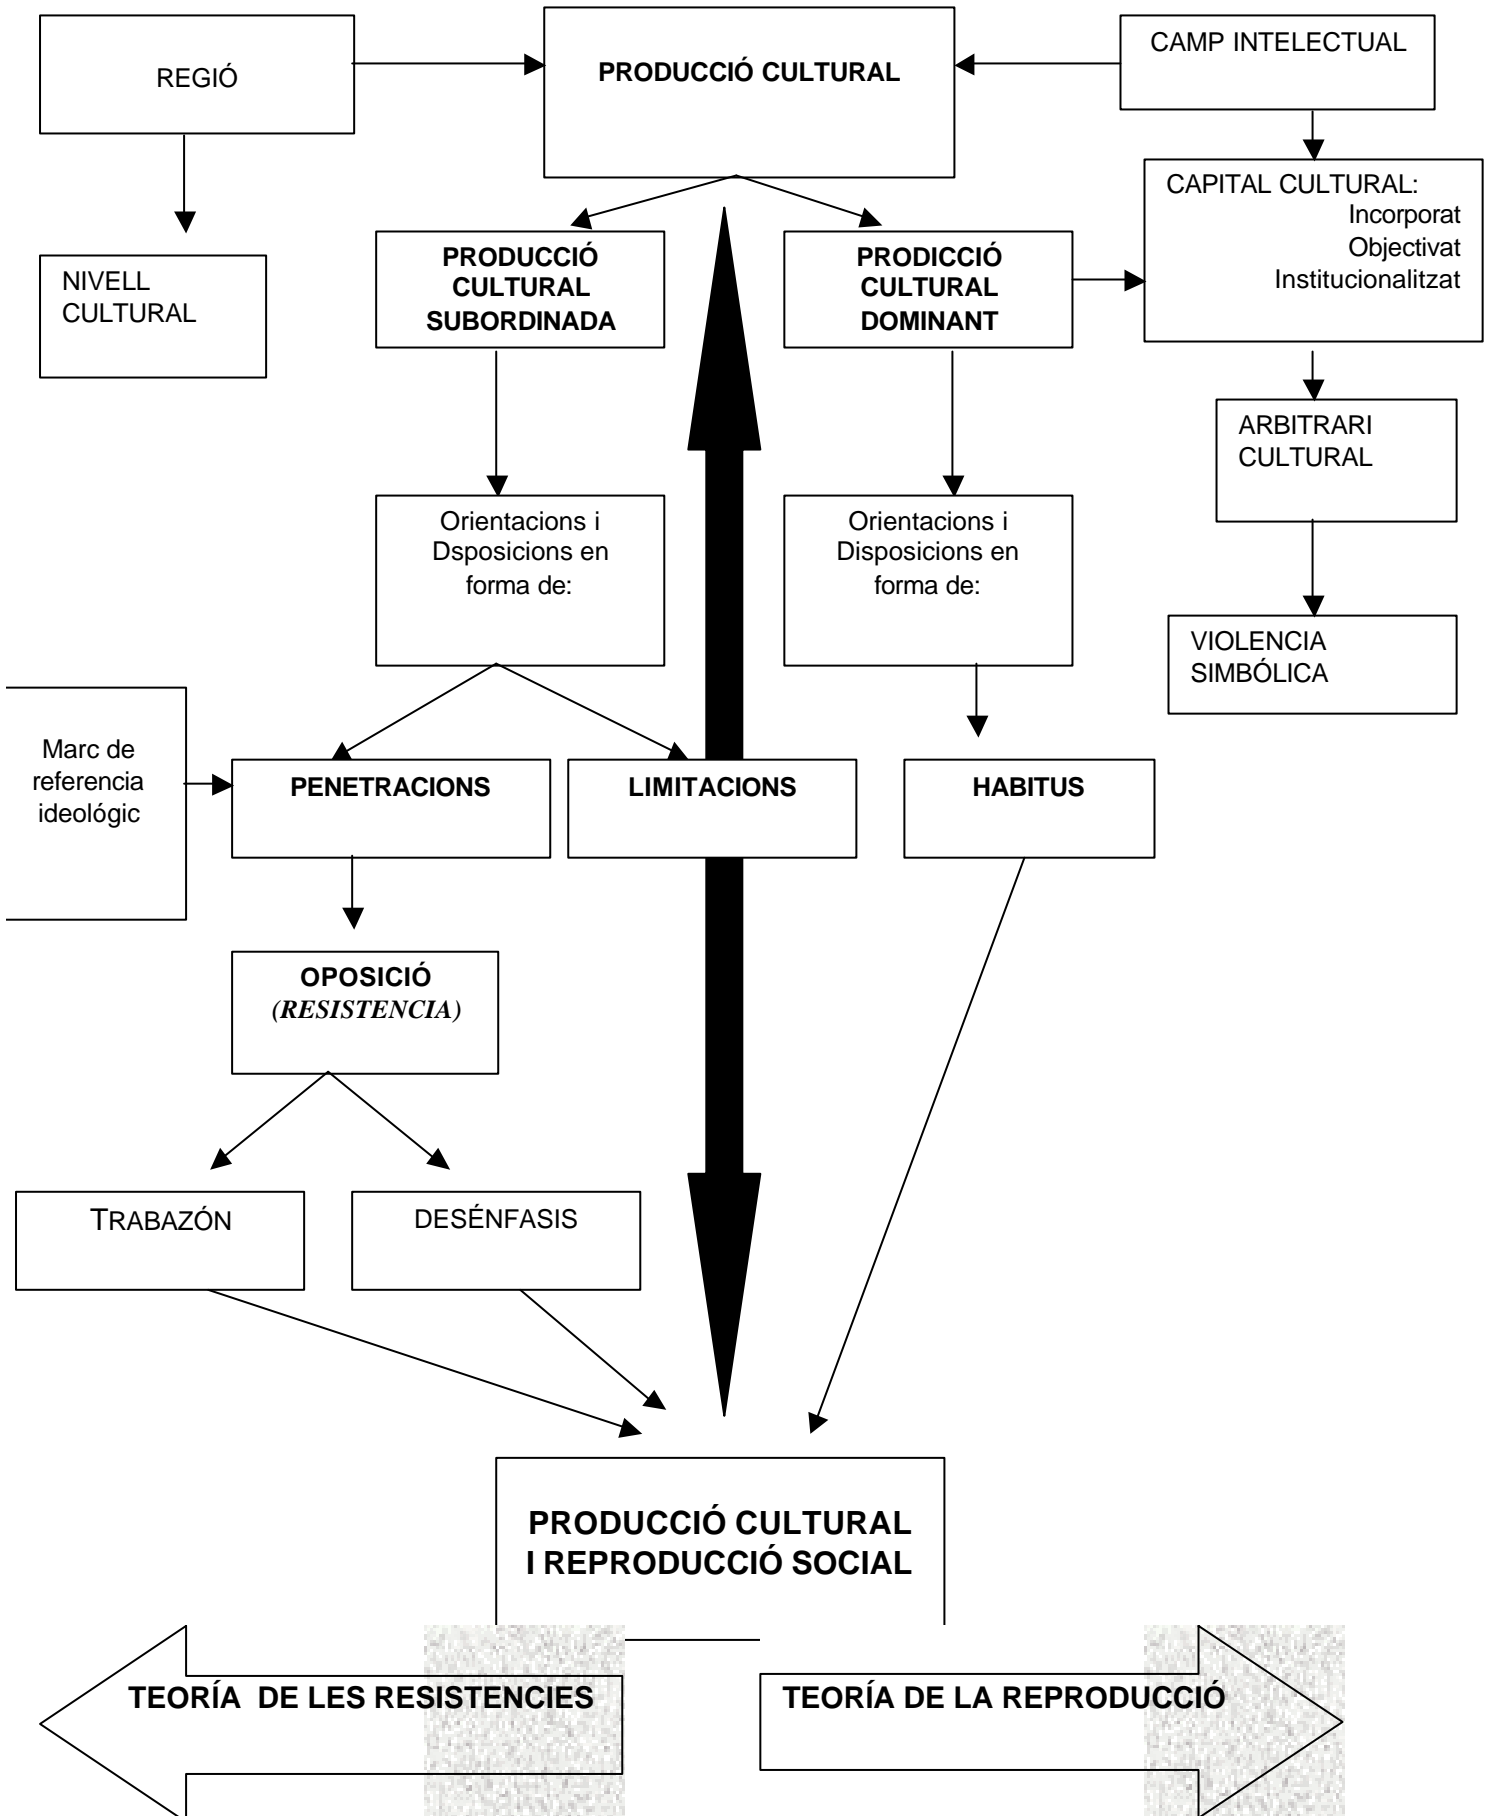 REGIÓ
PRODUCCIÓ CULTURAL
CAMP INTELECTUAL
CAPITAL CULTURAL:
Incorporat
Objectivat
Institucionalitzat
NIVELL
CULTURAL
PRODUCCIÓ
CULTURAL
SUBORDINADA
PRODICCIÓ
CULTURAL
DOMINANT
ARBITRARI
CULTURAL
Orientacions i
Dsposicions en
forma de:
Orientacions i
Disposicions en
forma de:
VIOLENCIA
SIMBÓLICA
Marc de
referencia
ideológic
PENETRACIONS
LIMITACIONS
HABITUS
OPOSICIÓ
(RESISTENCIA)
TRABAZÓN
DESÉNFASIS
PRODUCCIÓ CULTURAL
I REPRODUCCIÓ SOCIAL
TEORÍA DE LES RESISTENCIES
TEORÍA DE LA REPRODUCCIÓ